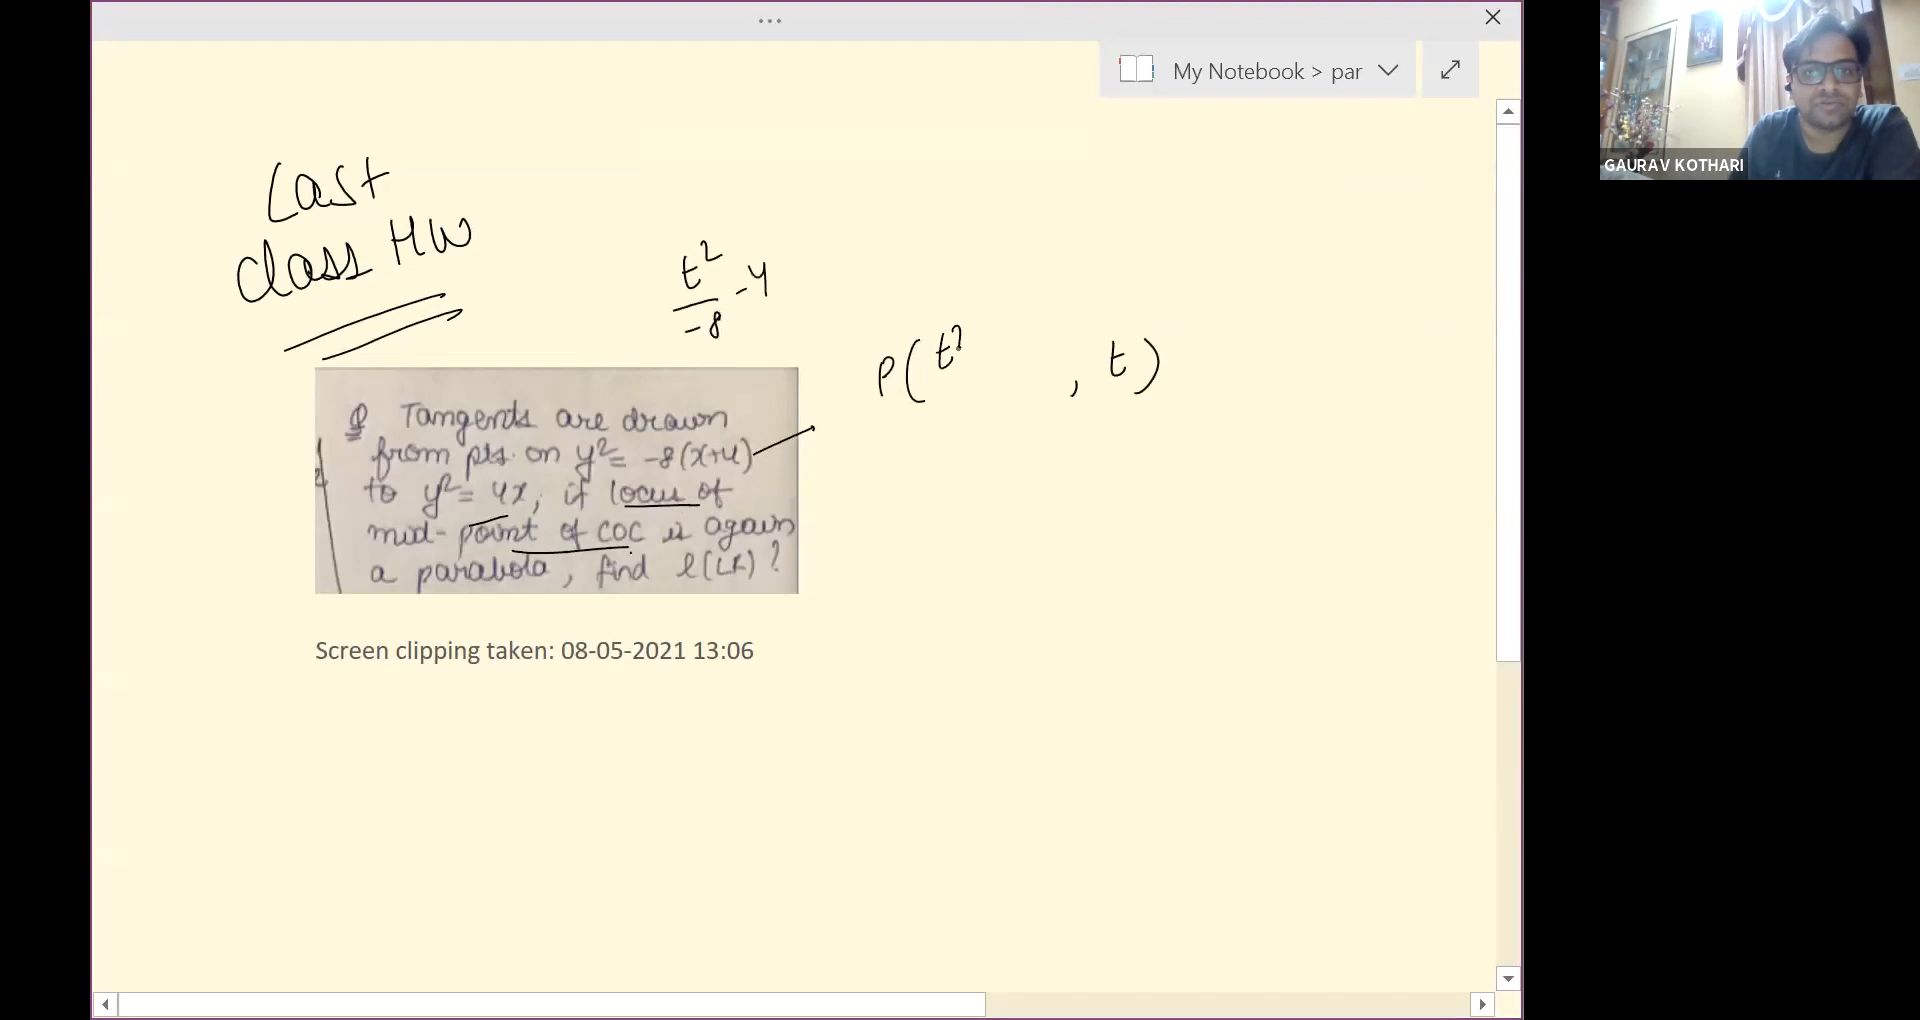 My Notebook > par
GAURAV KOTHARI
Last
class HW
t²
-8
-4
P(t² , t)
Q Tangents are drawn
from pts. on y²= -8(x+4)
to y²= 4x, if locus of
mid-point of COC is again
a parabola, find l(LR)?
Screen clipping taken: 08-05-2021 13:06